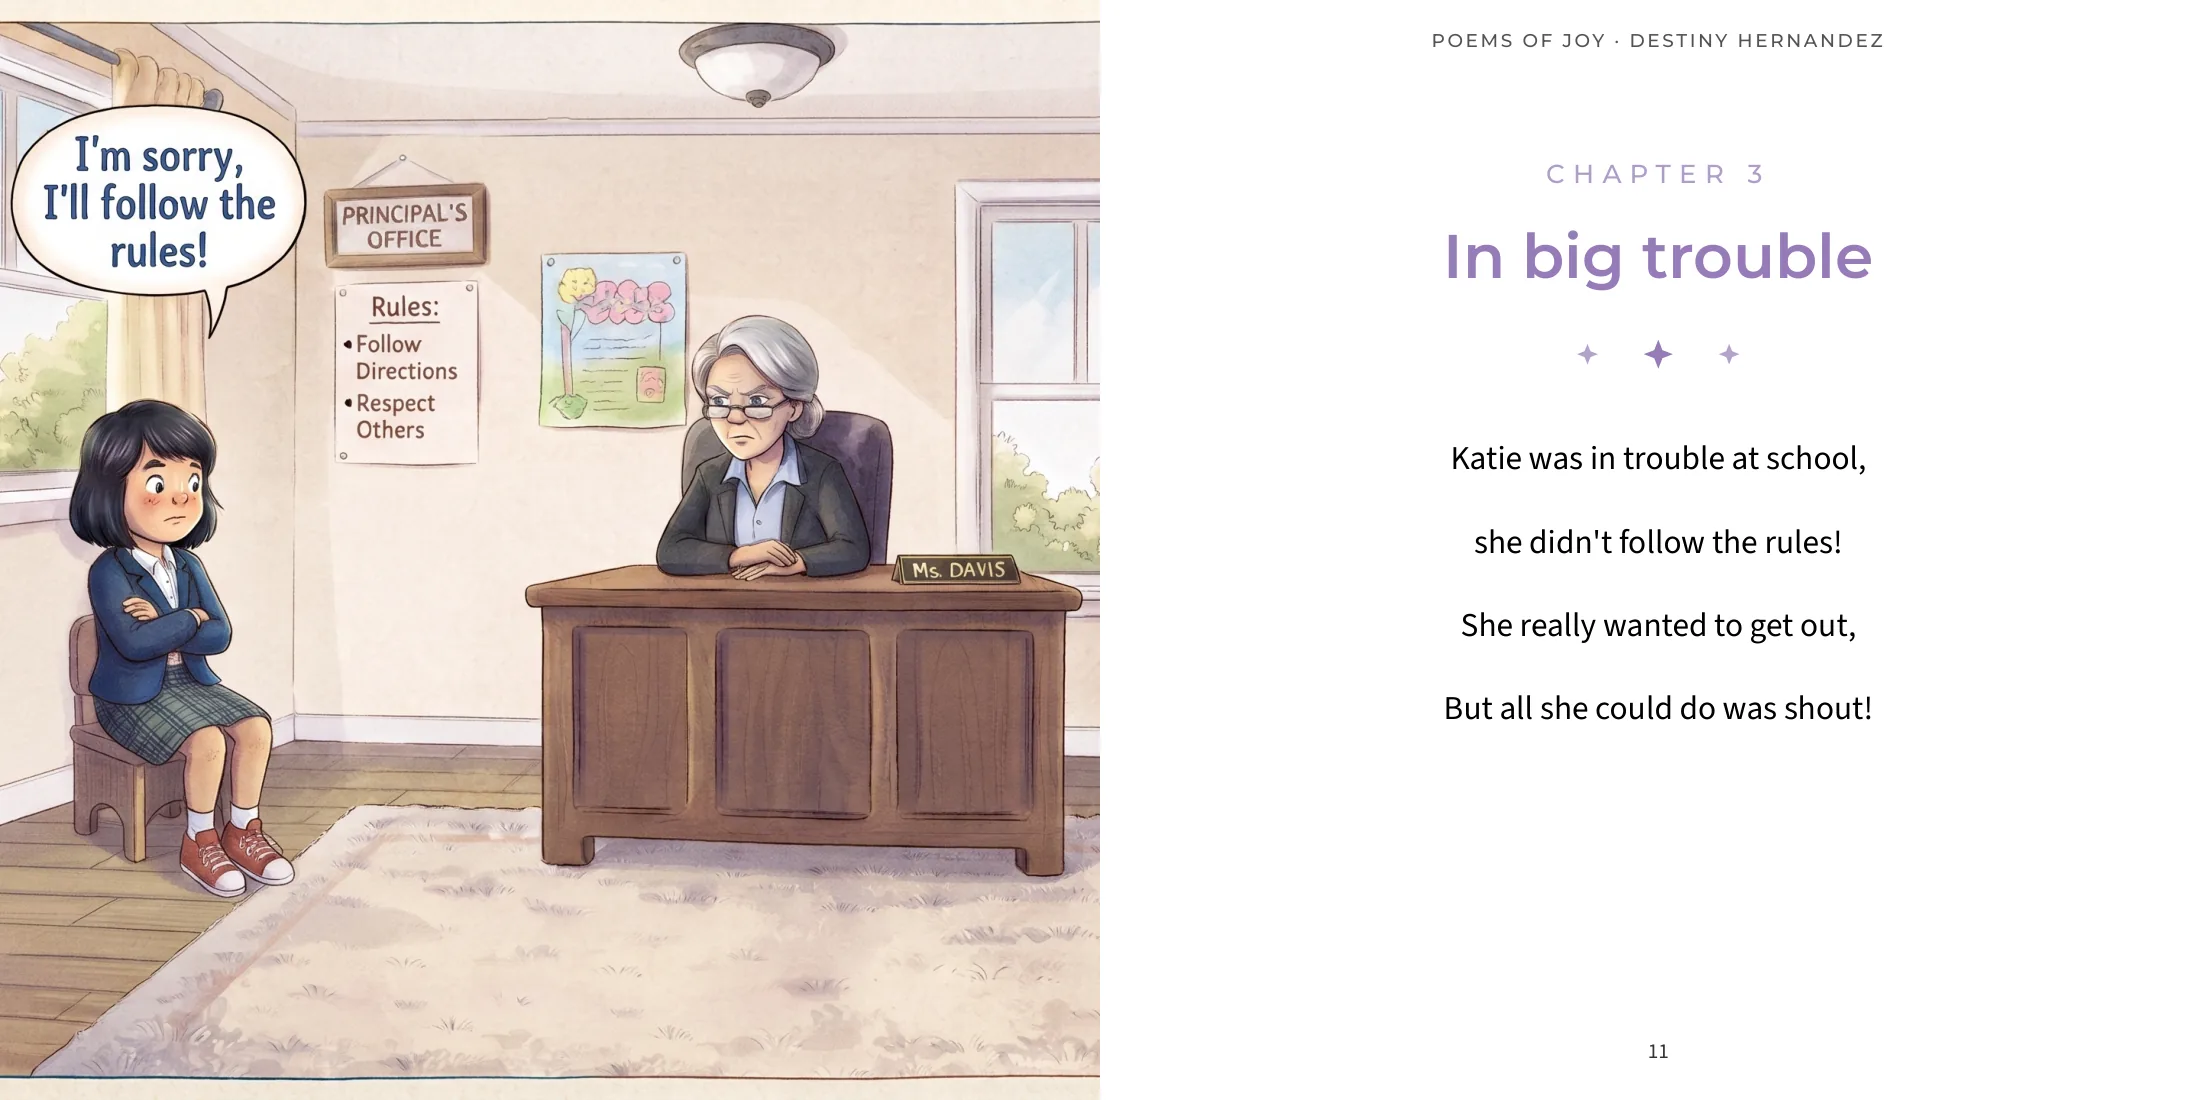 I'm sorry,
I'll follow the
rules!
PRINCIPAL'S
OFFICE
Rules:
• Follow
Directions
• Respect
Others
Ms. DAVIS
POEMS OF JOY · DESTINY HERNANDEZ
CHAPTER 3
In big trouble
Katie was in trouble at school,
she didn't follow the rules!
She really wanted to get out,
But all she could do was shout!
11